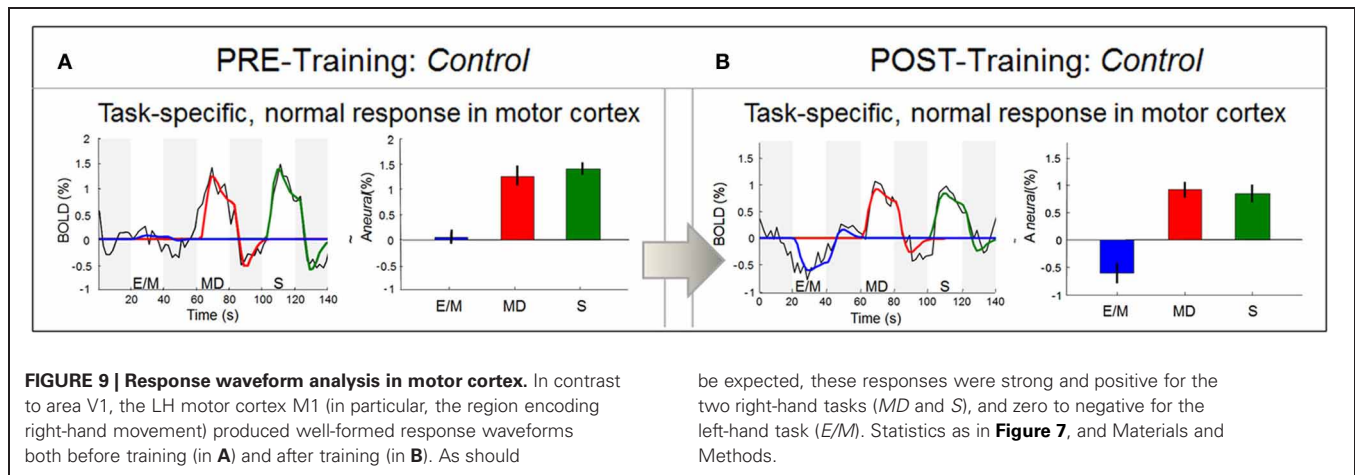 A
PRE-Training: Control
Task-specific, normal response in motor cortex
BOLD (%)
2
1.5
1
0.5
0
-0.5
-1
E/M
MD
S
20 40 60 80 100 120 140
Time (s)
~ Aneural(%)
2
1.5
1
0.5
0
-0.5
-1
E/M MD S
B
POST-Training: Control
Task-specific, normal response in motor cortex
BOLD (%)
1.5
1
0.5
0
-0.5
-1
E/M
MD
S
0 20 40 60 80 100 120 140
Time (s)
~ A neural(%)
1.5
1
0.5
0
-0.5
-1
E/M MD S
FIGURE 9 | Response waveform analysis in motor cortex. In contrast
to area V1, the LH motor cortex M1 (in particular, the region encoding
right-hand movement) produced well-formed response waveforms
both before training (in A) and after training (in B). As should
be expected, these responses were strong and positive for the
two right-hand tasks (MD and S), and zero to negative for the
left-hand task (E/M). Statistics as in Figure 7, and Materials and
Methods.